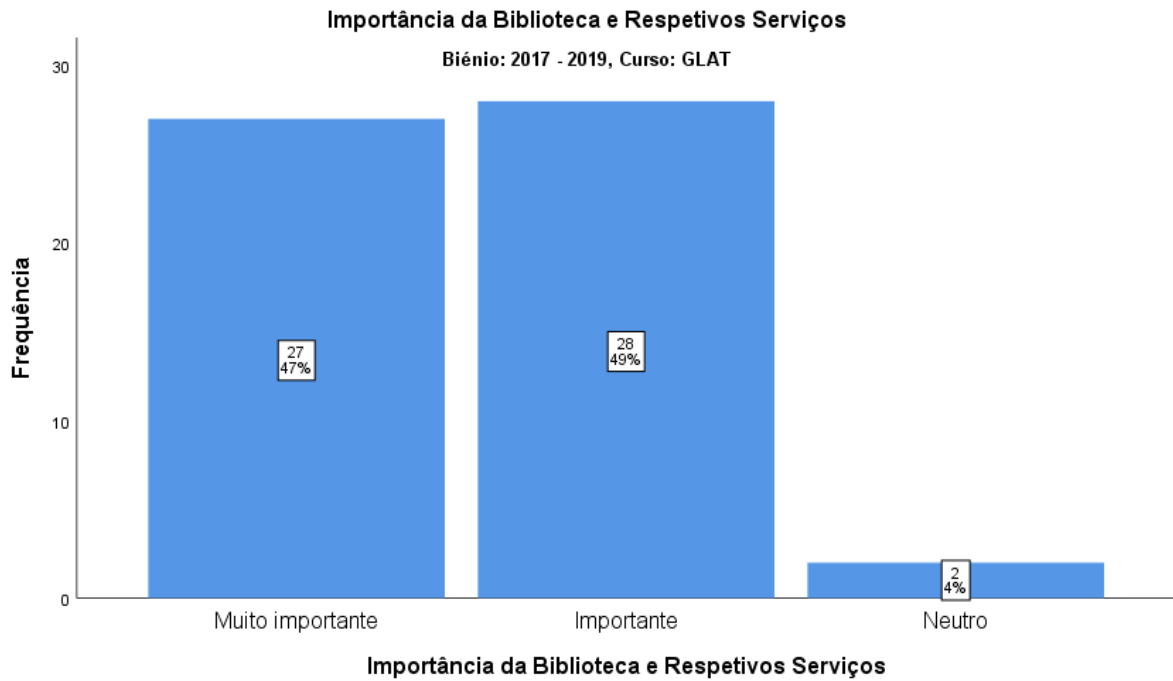 Importância da Biblioteca e Respetivos Serviços
Biénio: 2017 - 2019, Curso: GLAT
Frequência
30
20
10
0
27
47%
28
49%
2
4%
Muito importante
Importante
Neutro
Importância da Biblioteca e Respetivos Serviços